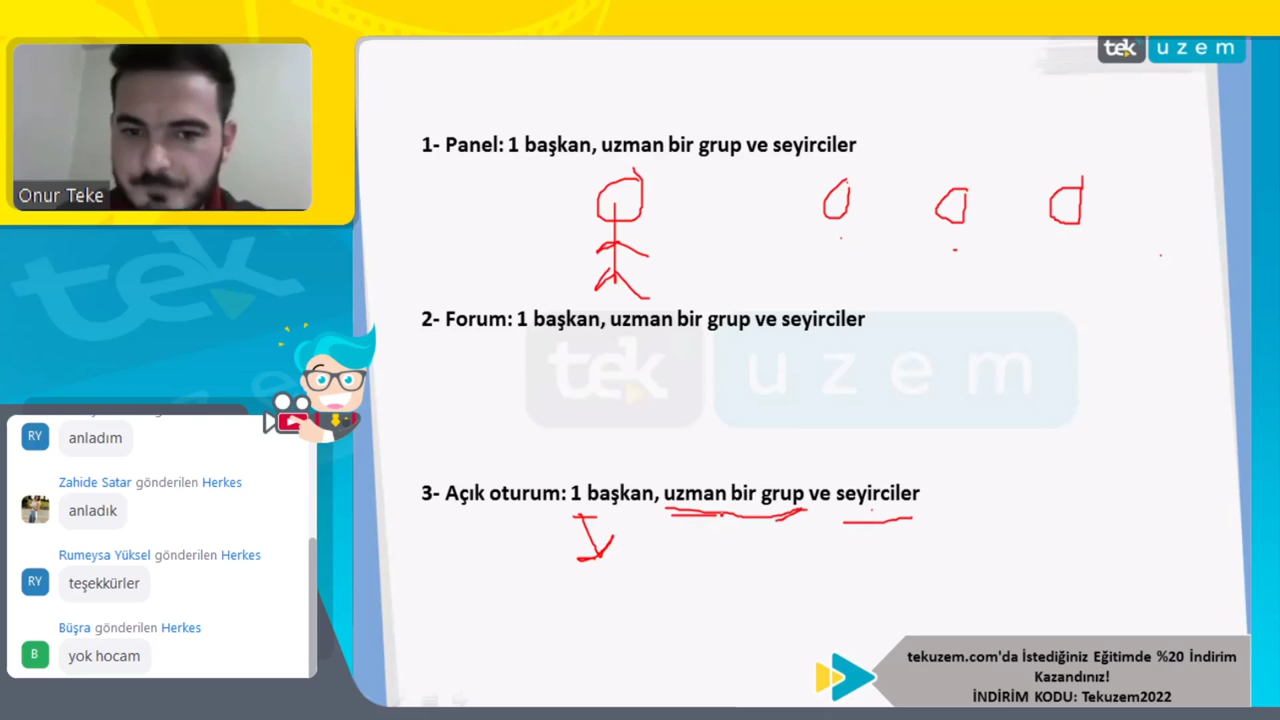 tek uzem
Onur Teke
1- Panel: 1 başkan, uzman bir grup ve seyirciler
2- Forum: 1 başkan, uzman bir grup ve seyirciler
tek uzem
3- Açık oturum: 1 başkan, uzman bir grup ve seyirciler
tek
RY
anladım
Zahide Satar gönderilen Herkes
anladık
Rumeysa Yüksel gönderilen Herkes
RY
teşekkürler
Büşra gönderilen Herkes
B
yok hocam
tekuzem.com'da İstediğiniz Eğitimde %20 İndirim
Kazandınız!
İNDİRİM KODU: Tekuzem2022